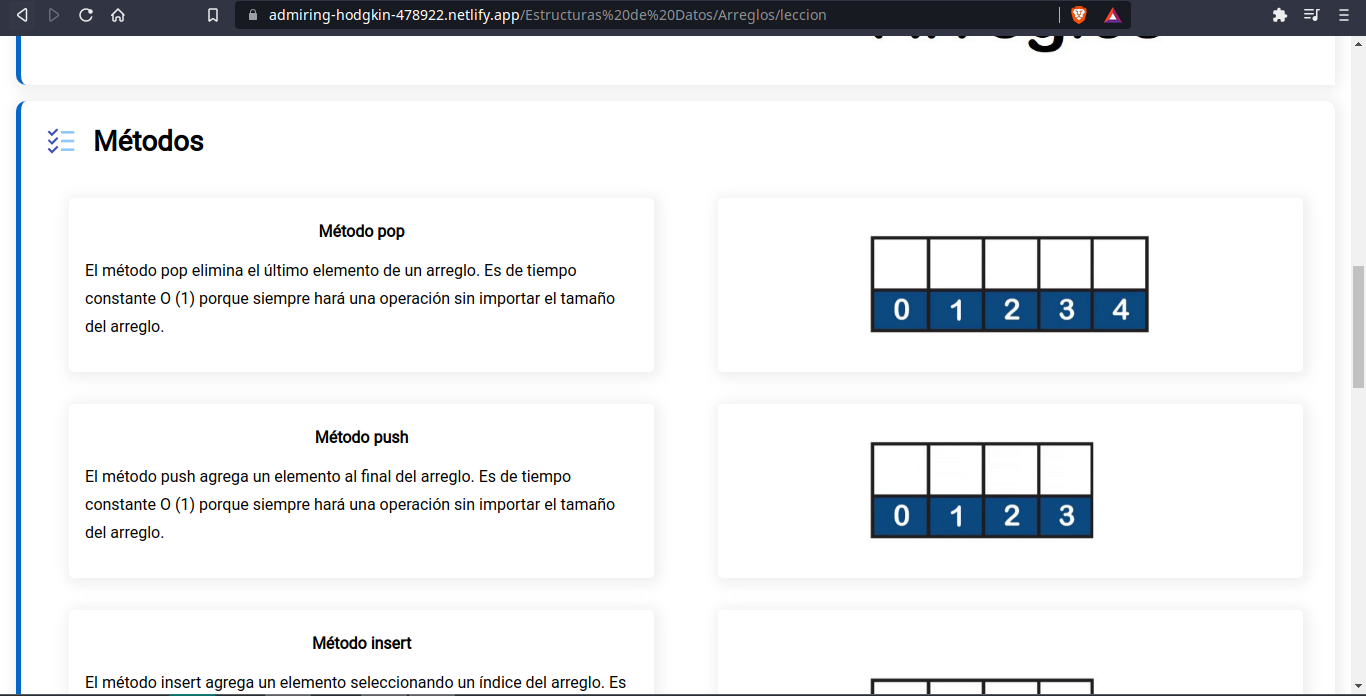 admiring-hodgkin-478922.netlify.app/Estructuras%20de%20Datos/Arreglos/leccion
Métodos
Método pop
El método pop elimina el último elemento de un arreglo. Es de tiempo
constante O (1) porque siempre hará una operación sin importar el tamaño
del arreglo.
0 1 2 3 4
Método push
El método push agrega un elemento al final del arreglo. Es de tiempo
constante O (1) porque siempre hará una operación sin importar el tamaño
del arreglo.
0 1 2 3
Método insert
El método insert agrega un elemento seleccionando un índice del arreglo. Es